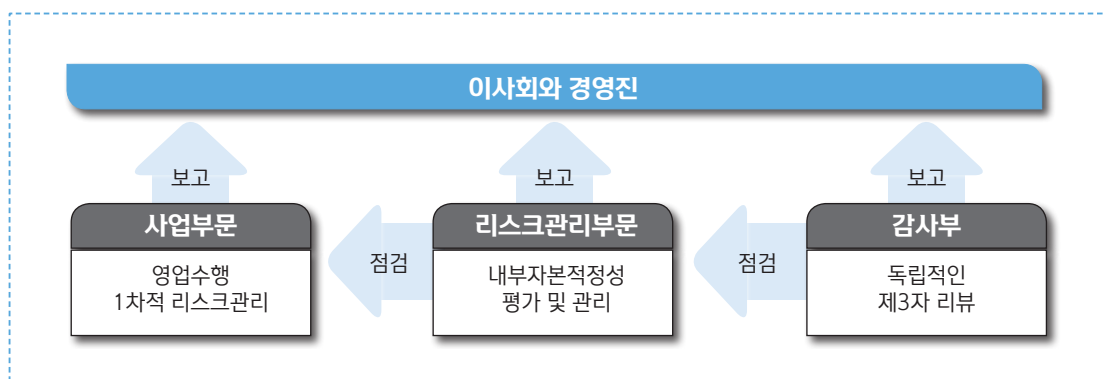 이사회와 경영진
보고
보고
보고
사업부문
영업수행
1차적 리스크관리
점검
리스크관리부문
내부자본적정성
평가 및 관리
점검
감사부
독립적인
제3자 리뷰